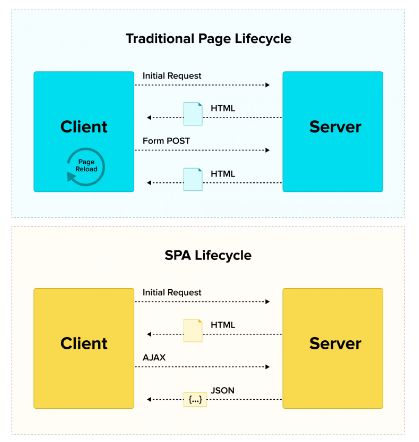 Traditional Page Lifecycle
Client
Page
Reload
Initial Request
HTML
Form POST
HTML
Server
SPA Lifecycle
Client
Initial Request
HTML
AJAX
JSON
{...}
Server